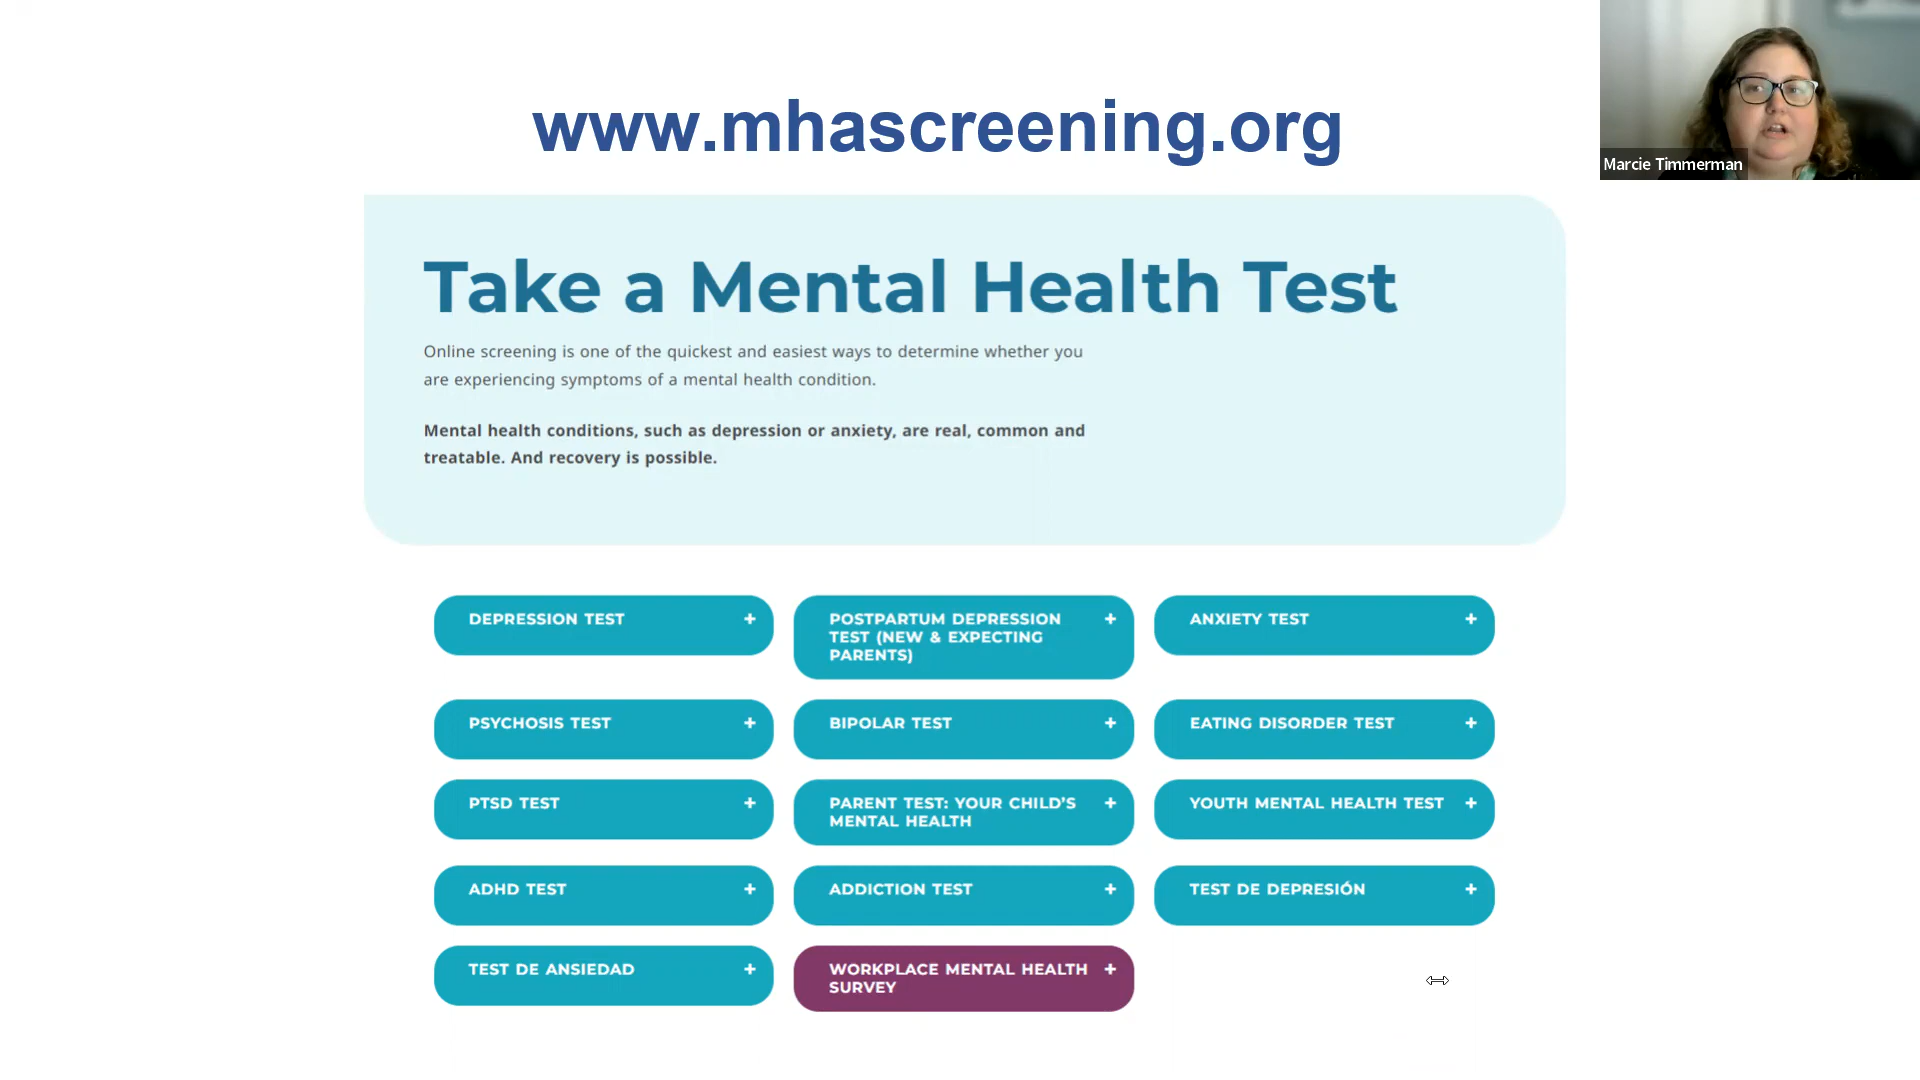 www.mhascreening.org
Marcie Timmerman
Take a Mental Health Test
Online screening is one of the quickest and easiest ways to determine whether you
are experiencing symptoms of a mental health condition.
Mental health conditions, such as depression or anxiety, are real, common and
treatable. And recovery is possible.
DEPRESSION TEST +
POSTPARTUM DEPRESSION +
TEST (NEW & EXPECTING
PARENTS)
ANXIETY TEST +
PSYCHOSIS TEST +
BIPOLAR TEST +
EATING DISORDER TEST +
PTSD TEST +
PARENT TEST: YOUR CHILD'S +
MENTAL HEALTH
YOUTH MENTAL HEALTH TEST +
ADHD TEST +
ADDICTION TEST +
TEST DE DEPRESIÓN +
TEST DE ANSIEDAD +
WORKPLACE MENTAL HEALTH +
SURVEY